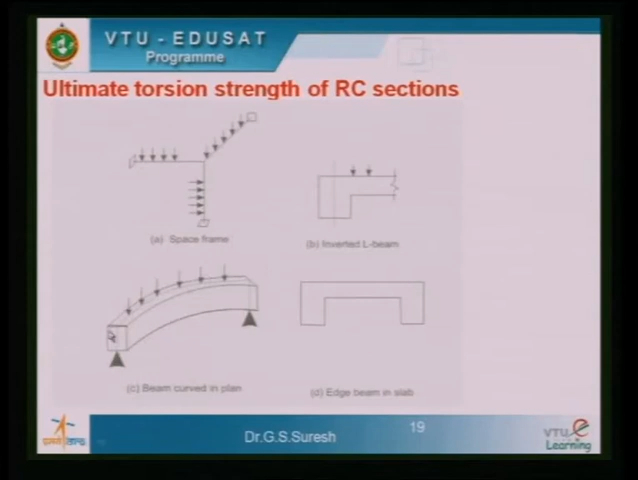 VTU - EDUSAT
Programme
Ultimate torsion strength of RC sections
(a) Space frame
(b) Inverted L-beam
(c) Beam curved in plan
(d) Edge beam in slab
Dr.G.S.Suresh
19
VTU e
Learning